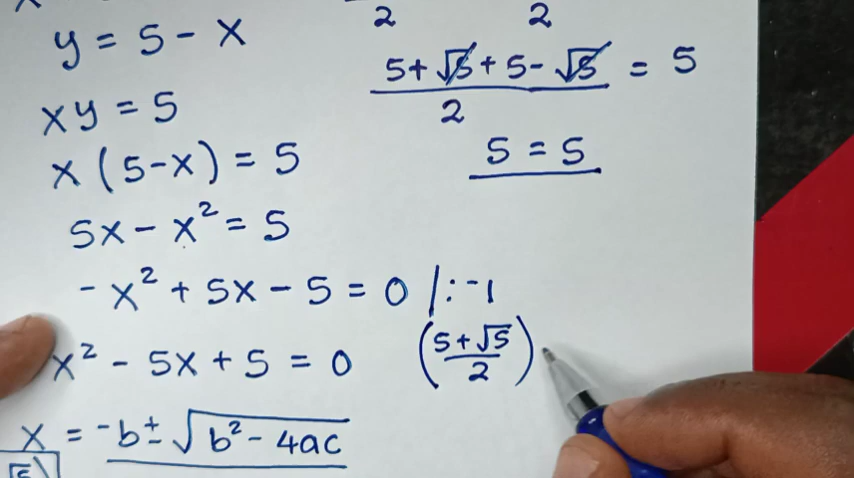 y = 5 - x
xy = 5
x (5-x) = 5
5x - x² = 5
-x² + 5x - 5 = 0 /: -1
x² - 5x + 5 = 0
x = -b ± √(b² - 4ac)
2 2
(5 + √5 + 5 - √5)/2 = 5
5 = 5
((5 + √5)/2)